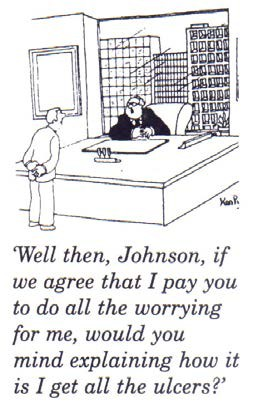 'Well then, Johnson, if
we agree that I pay you
to do all the worrying
for me, would you
mind explaining how it
is I get all the ulcers?'